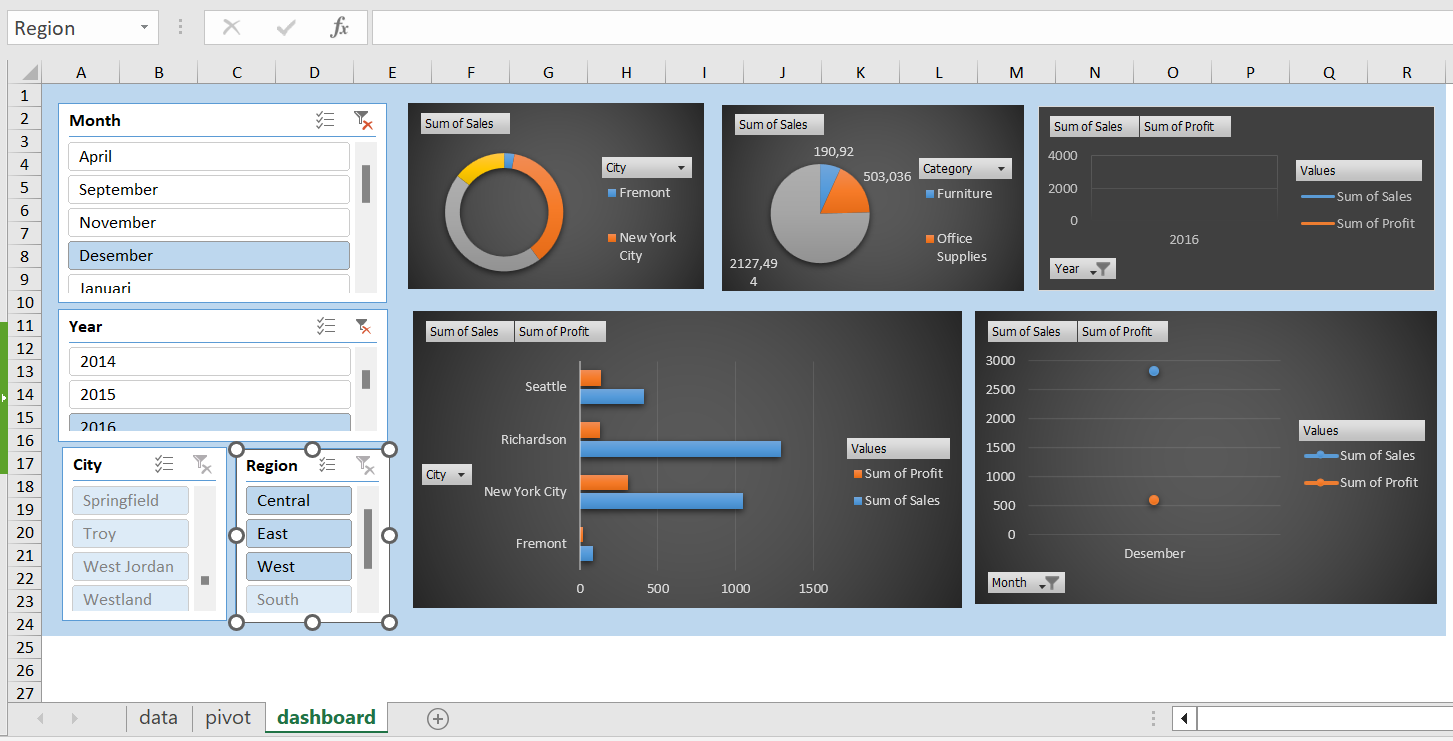 Region
fx
A B C D E F G H I J K L M N O P Q R
1
2
3
4
5
6
7
8
9
10
11
12
13
14
15
16
17
18
19
20
21
22
23
24
25
26
27
Month
April
September
November
Desember
Januari
Year
2014
2015
2016
City
Springfield
Troy
West Jordan
Westland
Region
Central
East
West
South
Sum of Sales
City
Fremont
New York
City
Sum of Sales
190,92
503,036
2127,49
4
Category
Furniture
Office
Supplies
Sum of Sales Sum of Profit
4000
2000
0
2016
Values
Sum of Sales
Sum of Profit
Year
Sum of Sales Sum of Profit
Seattle
Richardson
New York City
Fremont
0 500 1000 1500
City
Values
Sum of Profit
Sum of Sales
Sum of Sales Sum of Profit
3000
2500
2000
1500
1000
500
0
Desember
Values
Sum of Sales
Sum of Profit
Month
data pivot dashboard